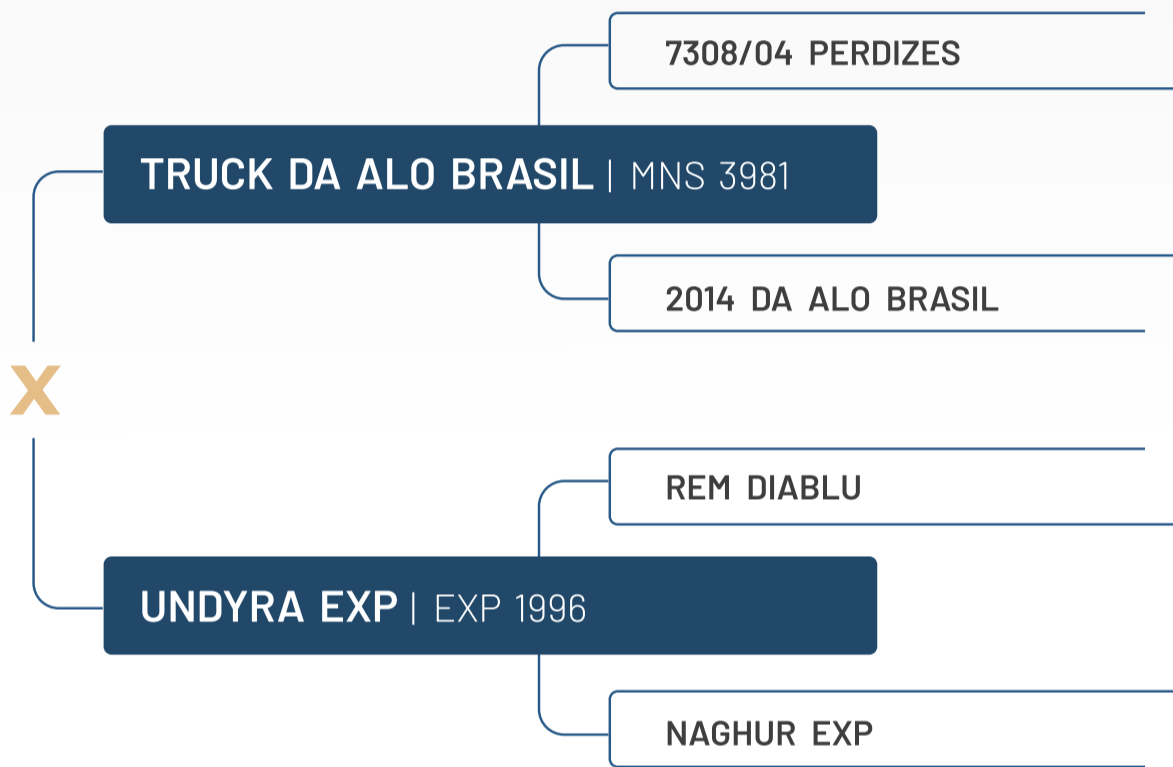 7308/04 PERDIZES
TRUCK DA ALO BRASIL | MNS 3981
2014 DA ALO BRASIL
X
REM DIABLU
UNDYRA EXP | EXP 1996
NAGHUR EXP